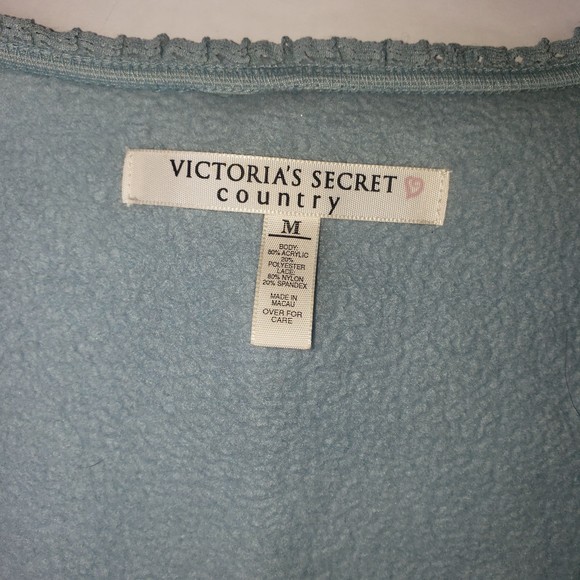 VICTORIA'S SECRET
country
M
BODY:
80% ACRYLIC
20%
POLYESTER
LACE:
80% NYLON
20% SPANDEX
MADE IN
MACAU
OVER FOR
CARE